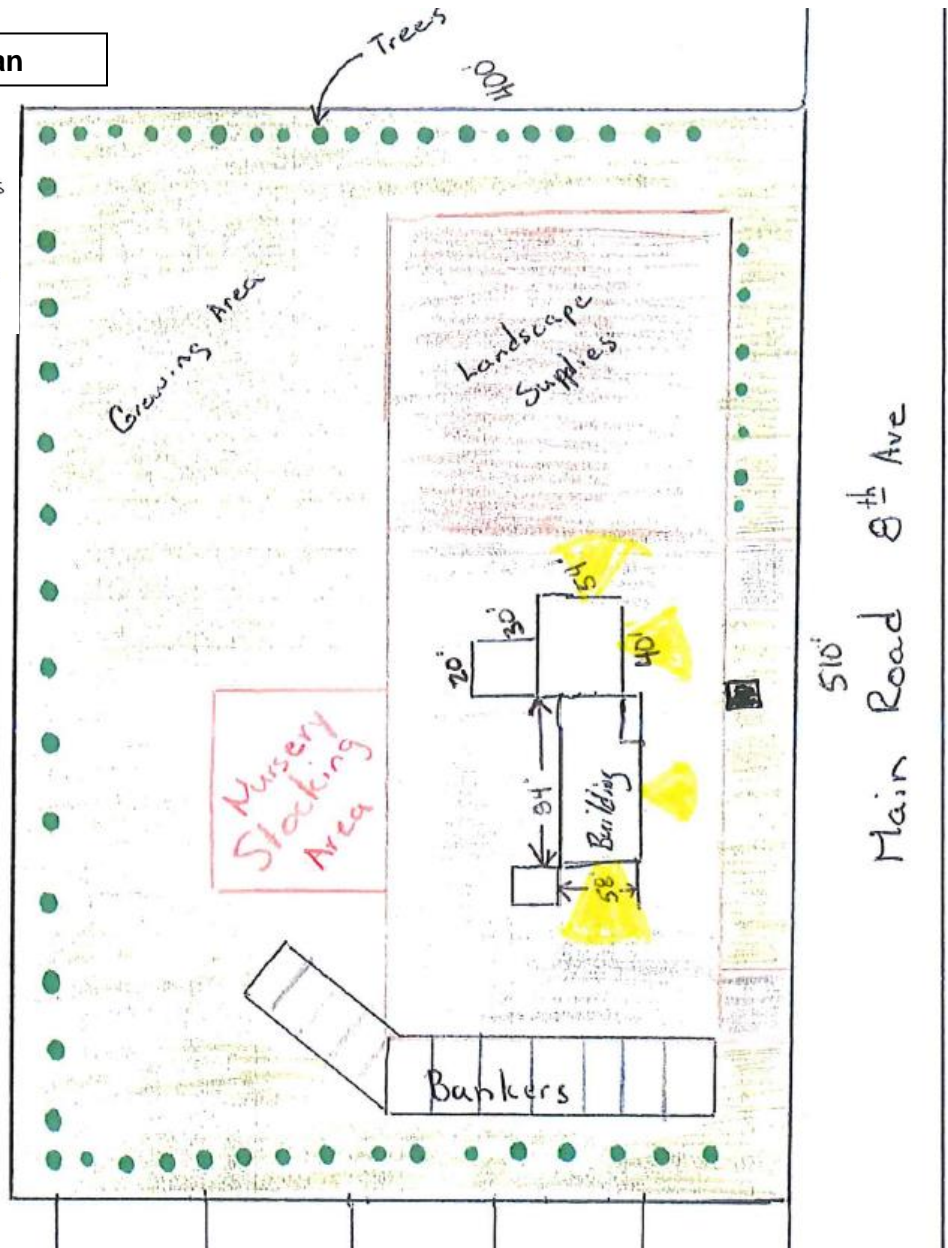 an
Trees
400'
s
Growing Area
Landscape
Supplies
54'
30'
20'
40'
510'
Main Road 8th Ave
Nursery
Stocking
Area
94'
Building
58'
Bunkers